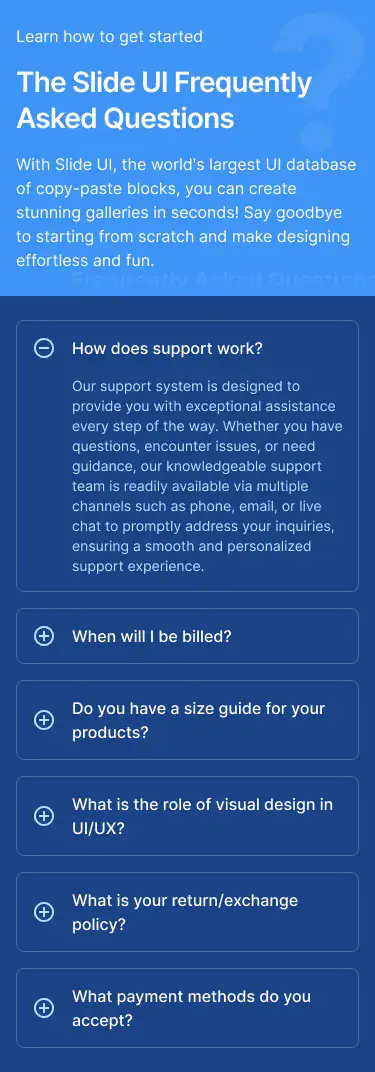 Learn how to get started
The Slide UI Frequently
Asked Questions
With Slide UI, the world's largest UI database
of copy-paste blocks, you can create
stunning galleries in seconds! Say goodbye
to starting from scratch and make designing
effortless and fun.
Frequently Asked Questions
How does support work?
Our support system is designed to
provide you with exceptional assistance
every step of the way. Whether you have
questions, encounter issues, or need
guidance, our knowledgeable support
team is readily available via multiple
channels such as phone, email, or live
chat to promptly address your inquiries,
ensuring a smooth and personalized
support experience.
When will I be billed?
Do you have a size guide for your
products?
What is the role of visual design in
UI/UX?
What is your return/exchange
policy?
What payment methods do you
accept?